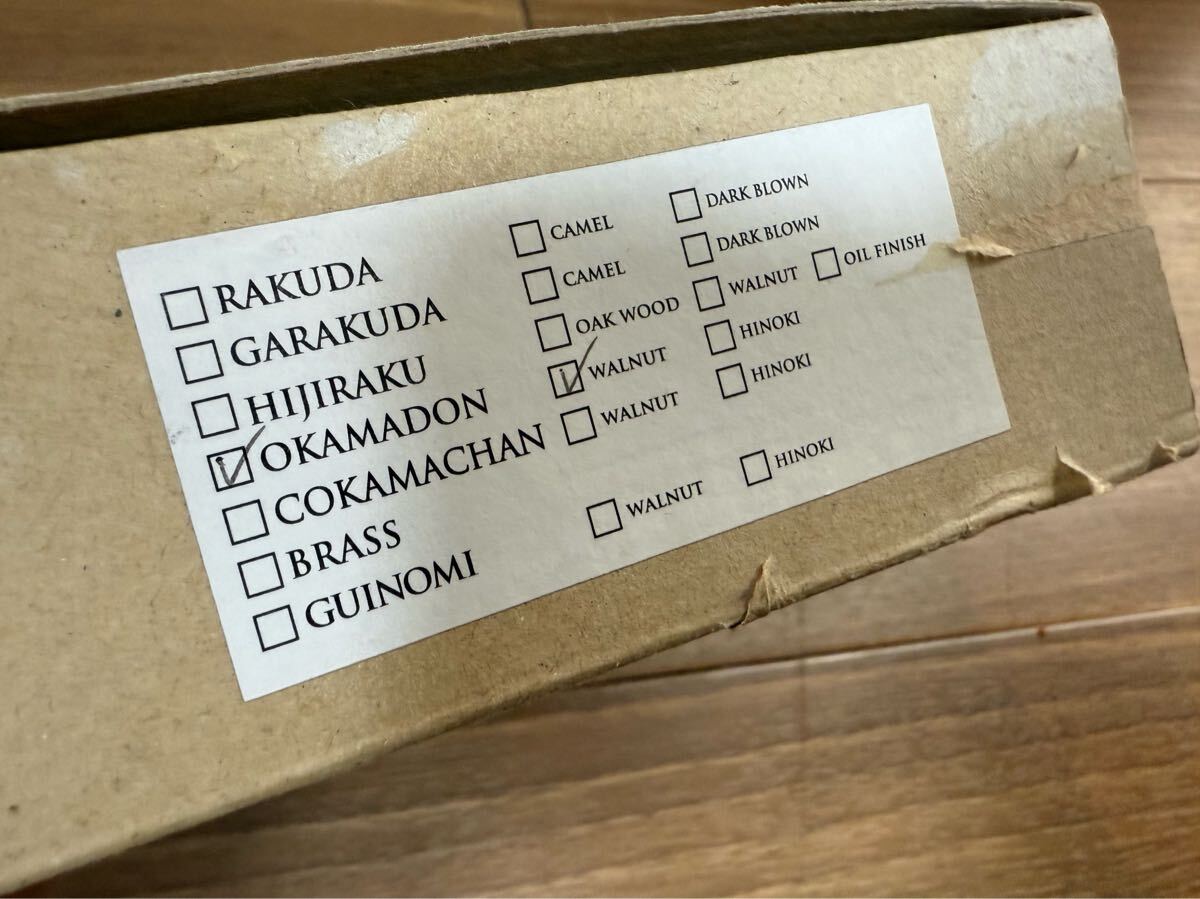 ☐ RAKUDA ☐ CAMEL ☐ DARK BLOWN
☐ GARAKUDA ☐ CAMEL ☐ DARK BLOWN
☐ HIJIRAKU ☐ OAK WOOD ☐ WALNUT ☐ OIL FINISH
☑ OKAMADON ☑ WALNUT ☐ HINOKI
☐ COKAMACHAN ☐ WALNUT ☐ HINOKI
☐ BRASS
☐ GUINOMI ☐ WALNUT ☐ HINOKI